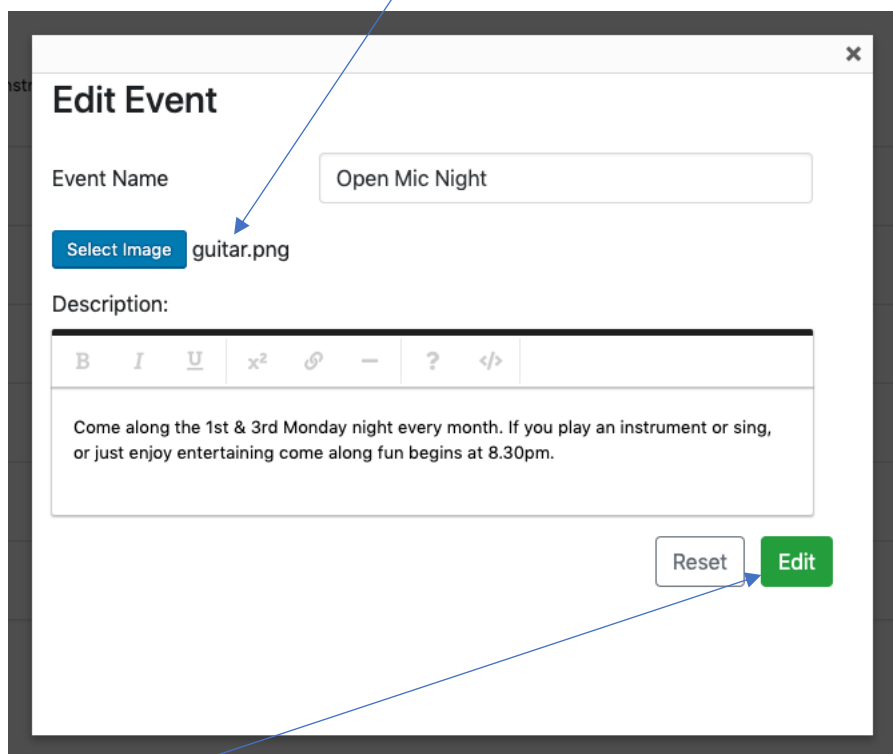 ×
nstr
Edit Event
Event Name Open Mic Night
Select Image guitar.png
Description:
B I U x² — ? </>
Come along the 1st & 3rd Monday night every month. If you play an instrument or sing,
or just enjoy entertaining come along fun begins at 8.30pm.
Reset Edit